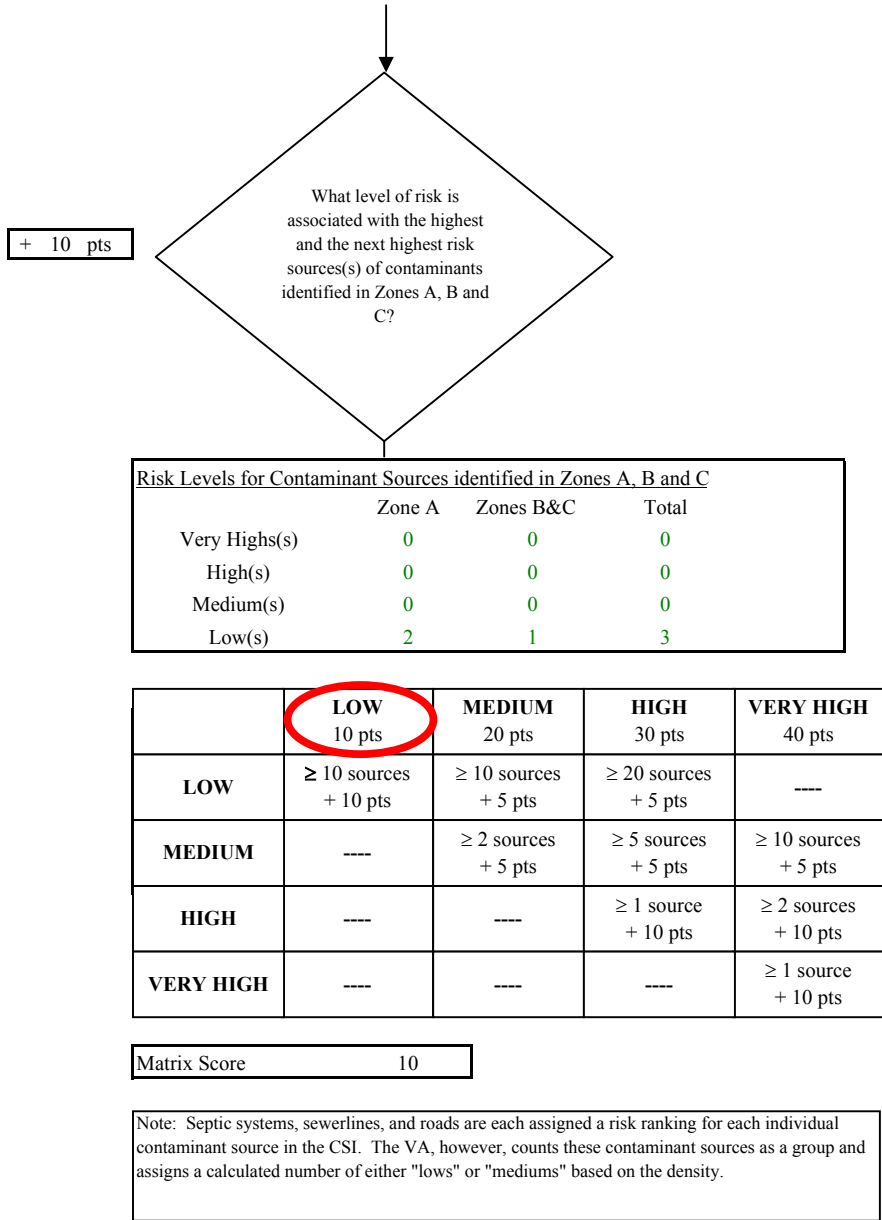 What level of risk is
associated with the highest
and the next highest risk
sources(s) of contaminants
identified in Zones A, B and
C?
+ 10 pts
Risk Levels for Contaminant Sources identified in Zones A, B and C
Zone A Zones B&C Total
Very Highs(s) 0 0 0
High(s) 0 0 0
Medium(s) 0 0 0
Low(s) 2 1 3
LOW MEDIUM HIGH VERY HIGH
10 pts 20 pts 30 pts 40 pts
LOW ≥ 10 sources ≥ 10 sources ≥ 20 sources ----
+ 10 pts + 5 pts + 5 pts
MEDIUM ---- ≥ 2 sources ≥ 5 sources ≥ 10 sources
+ 5 pts + 5 pts + 5 pts
HIGH ---- ---- ≥ 1 source ≥ 2 sources
+ 10 pts + 10 pts
VERY HIGH ---- ---- ---- ≥ 1 source
+ 10 pts
Matrix Score 10
Note: Septic systems, sewerlines, and roads are each assigned a risk ranking for each individual
contaminant source in the CSI. The VA, however, counts these contaminant sources as a group and
assigns a calculated number of either "lows" or "mediums" based on the density.